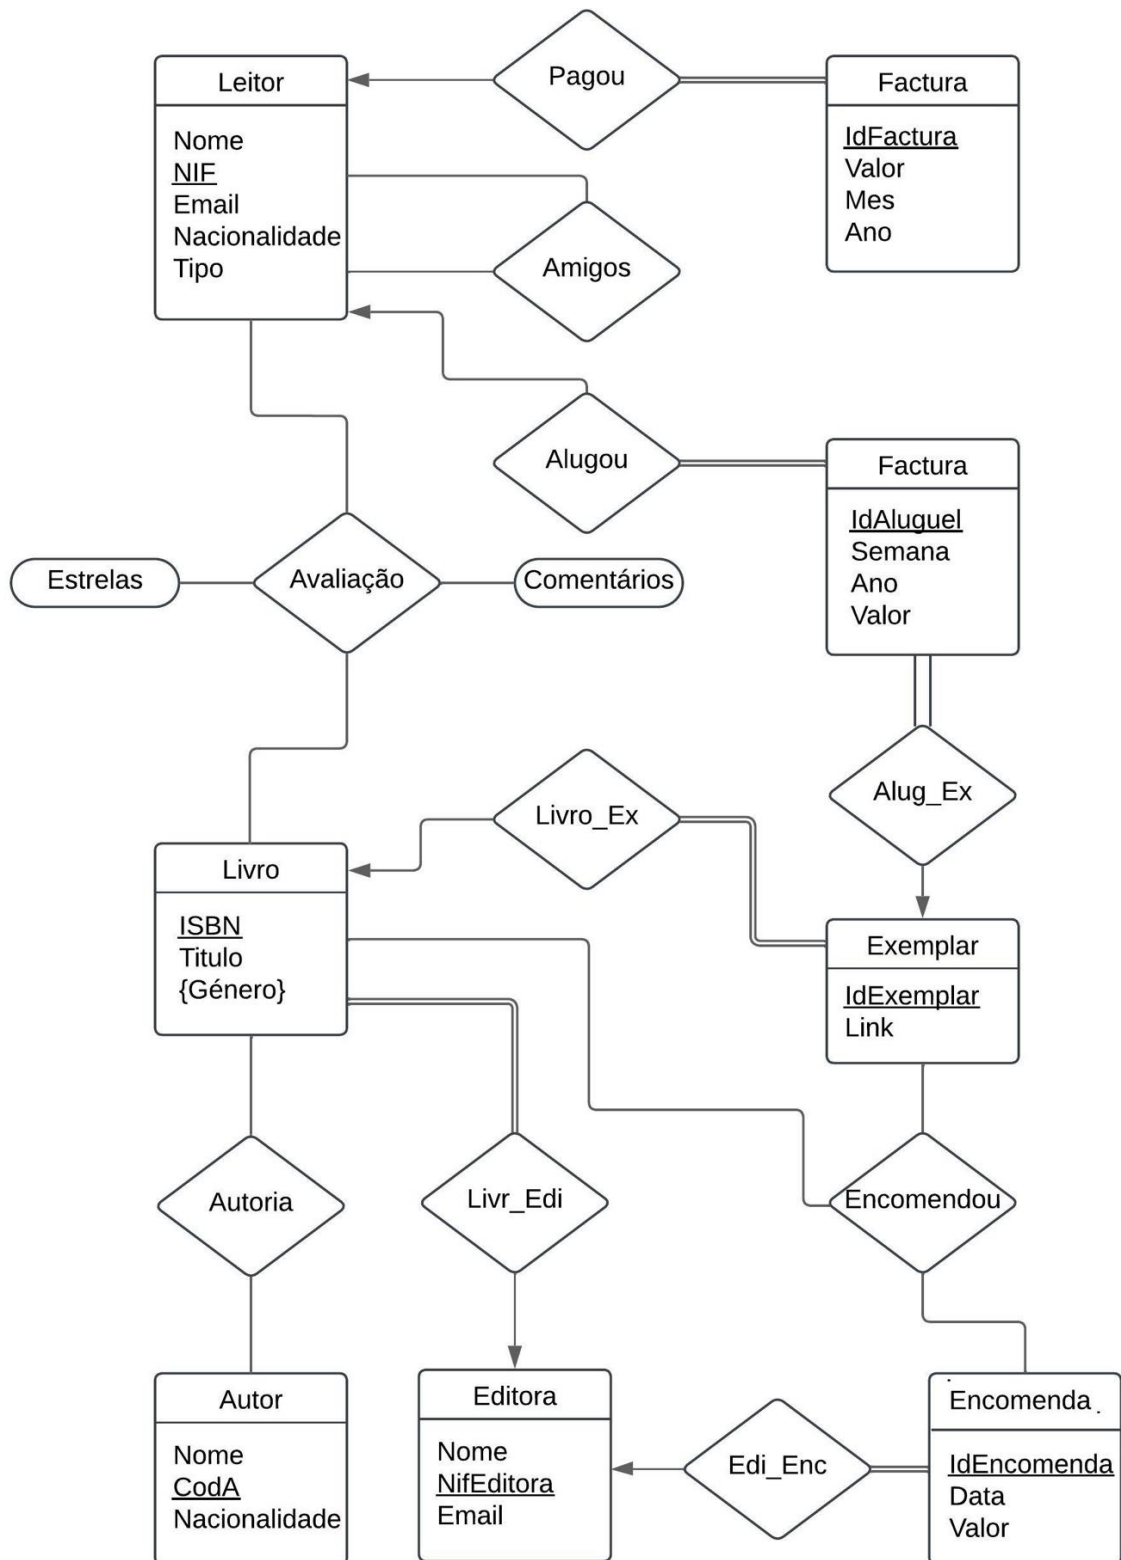 Leitor
Nome
NIF
Email
Nacionalidade
Tipo
Pagou
Factura
IdFactura
Valor
Mes
Ano
Amigos
Alugou
Factura
IdAluguel
Semana
Ano
Valor
Estrelas
Avaliação
Comentários
Livro_Ex
Alug_Ex
Livro
ISBN
Titulo
{Género}
Exemplar
IdExemplar
Link
Autoria
Livr_Edi
Encomendou
Autor
Nome
CodA
Nacionalidade
Editora
Nome
NifEditora
Email
Edi_Enc
Encomenda
IdEncomenda
Data
Valor